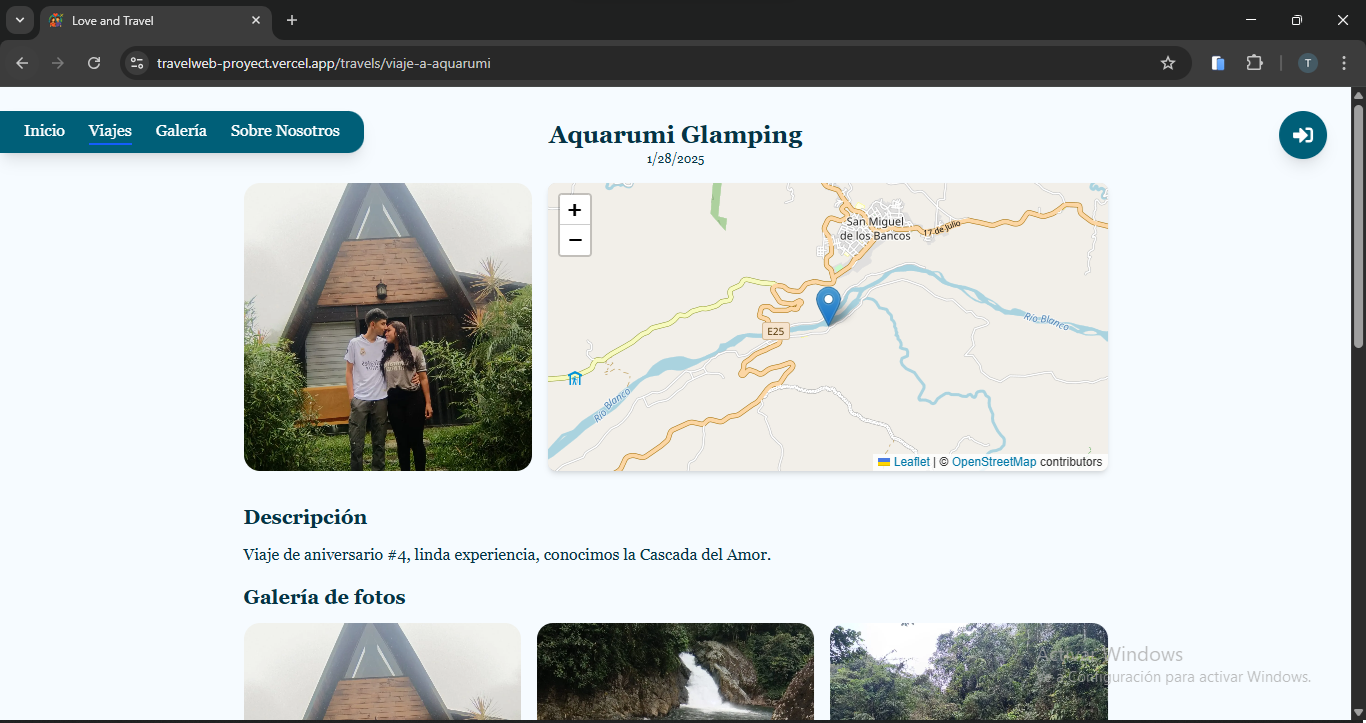 Love and Travel
travelweb-proyect.vercel.app/travels/viaje-a-aquarumi
T
Inicio Viajes Galería Sobre Nosotros
Aquarumi Glamping
1/28/2025
+
−
San Miguel
de los Bancos
17 de julio
E25
Río Blanco
Río Blanco
Leaflet | © OpenStreetMap contributors
Descripción
Viaje de aniversario #4, linda experiencia, conocimos la Cascada del Amor.
Galería de fotos
Windows
Configuración para activar Windows.